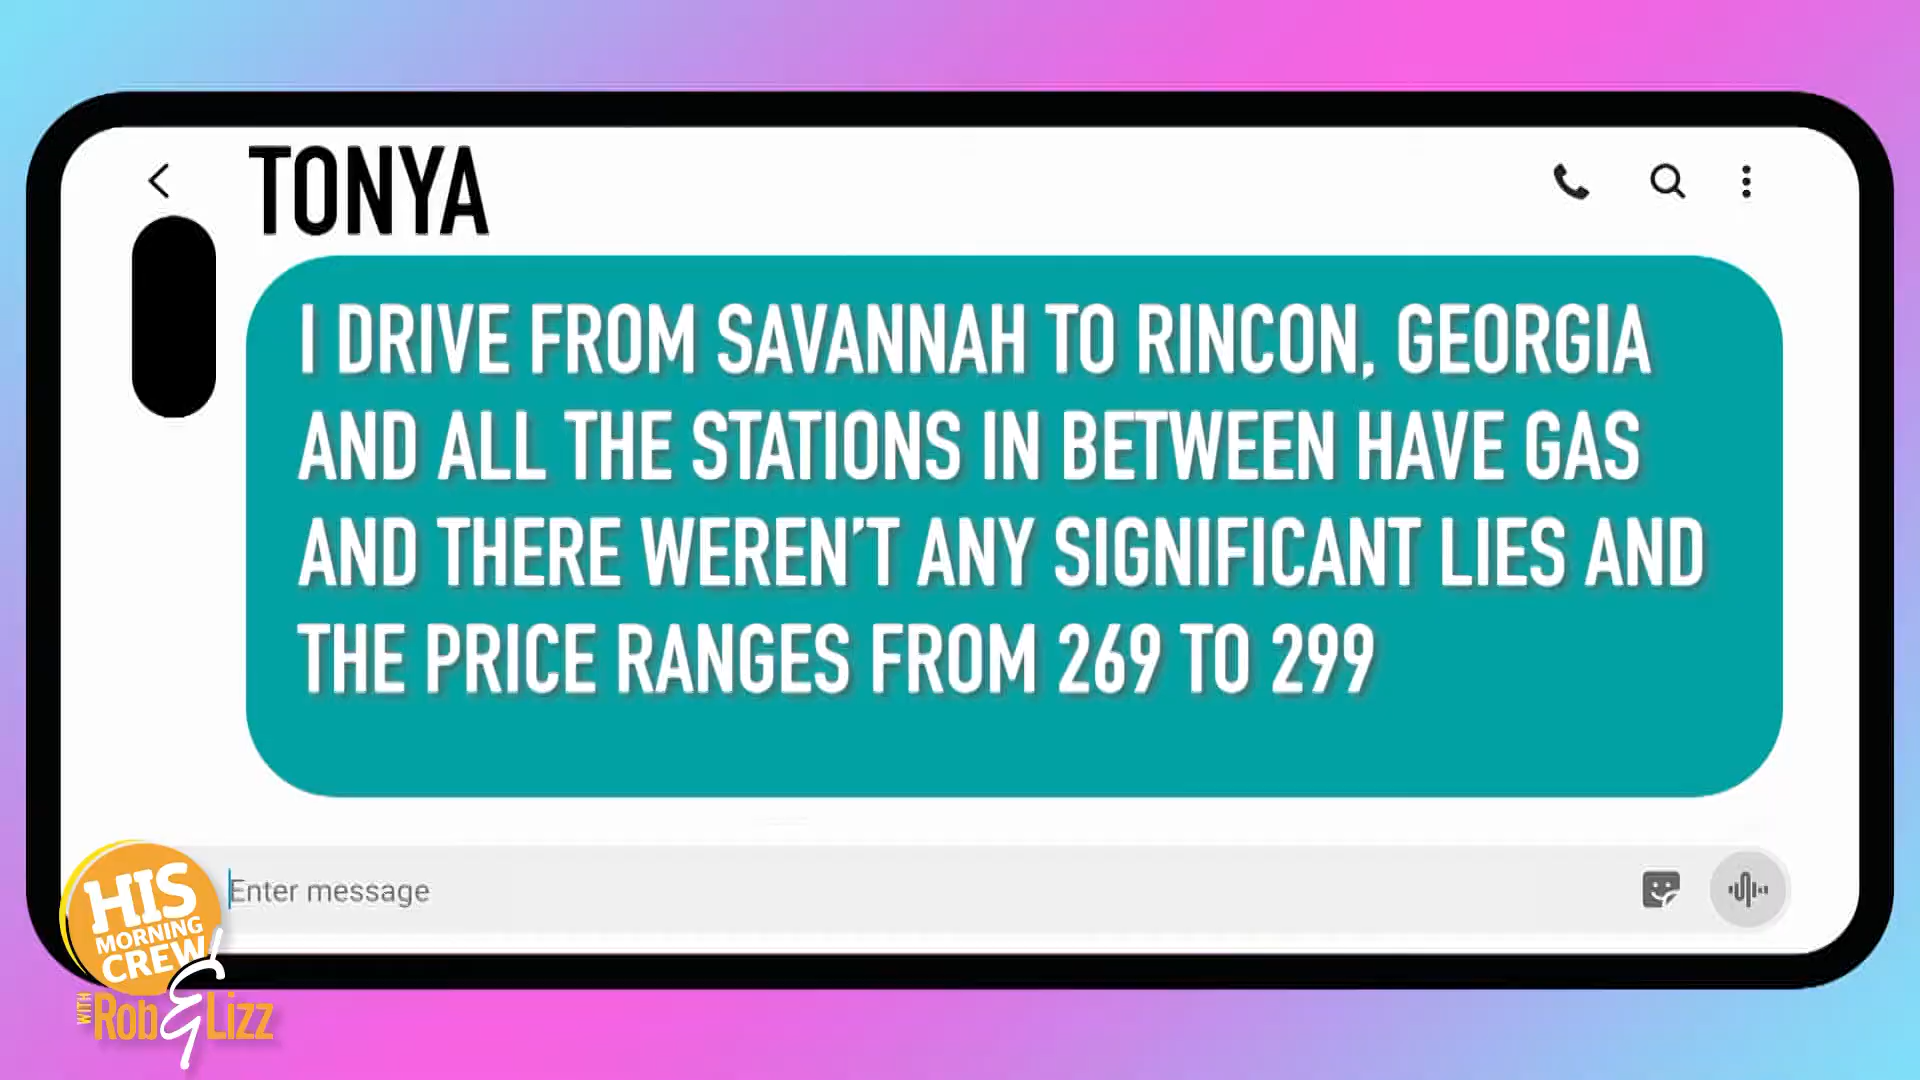 TONYA
I DRIVE FROM SAVANNAH TO RINCON, GEORGIA
AND ALL THE STATIONS IN BETWEEN HAVE GAS
AND THERE WEREN'T ANY SIGNIFICANT LIES AND
THE PRICE RANGES FROM 269 TO 299
Enter message
HIS
MORNING
CREW
WITH Rob & Lizz